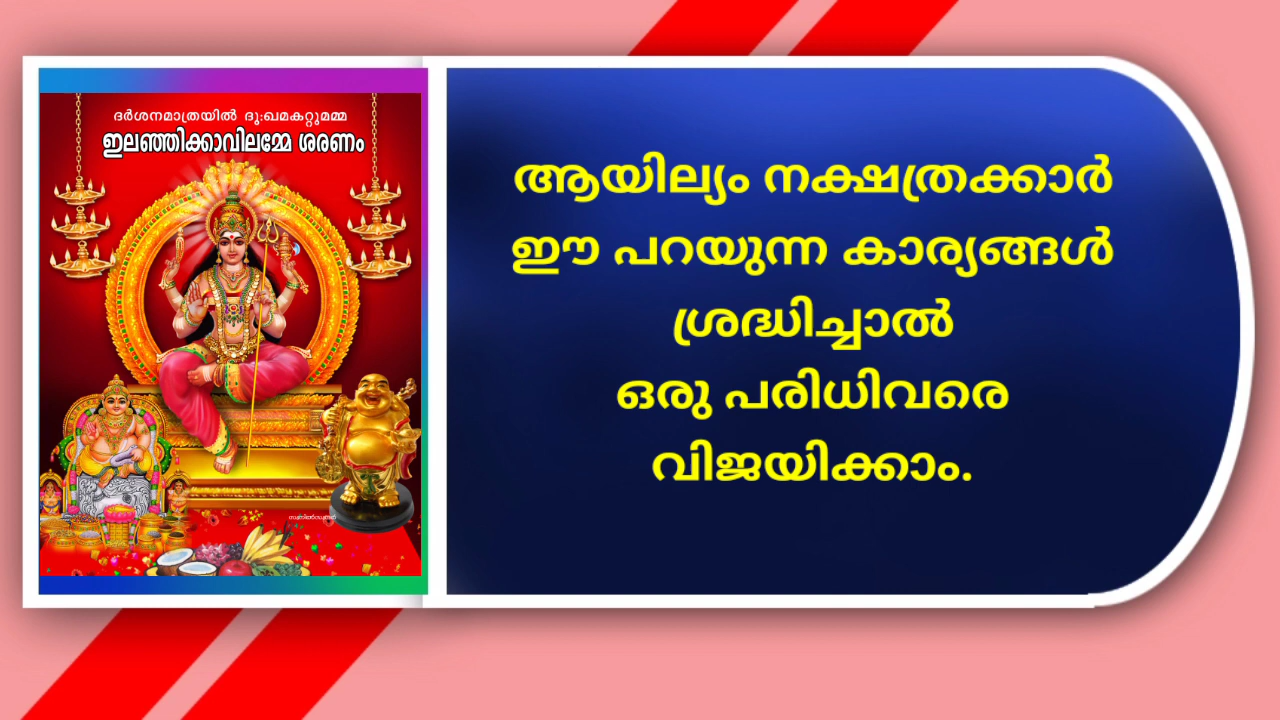 ദർശനമാത്രയിൽ ദു:ഖമകറ്റുമമ്മ
ഇലഞ്ഞിക്കാവിലമ്മേ ശരണം
ആയില്യം നക്ഷത്രക്കാർ
ഈ പറയുന്ന കാര്യങ്ങൾ
ശ്രദ്ധിച്ചാൽ
ഒരു പരിധിവരെ
വിജയിക്കാം.